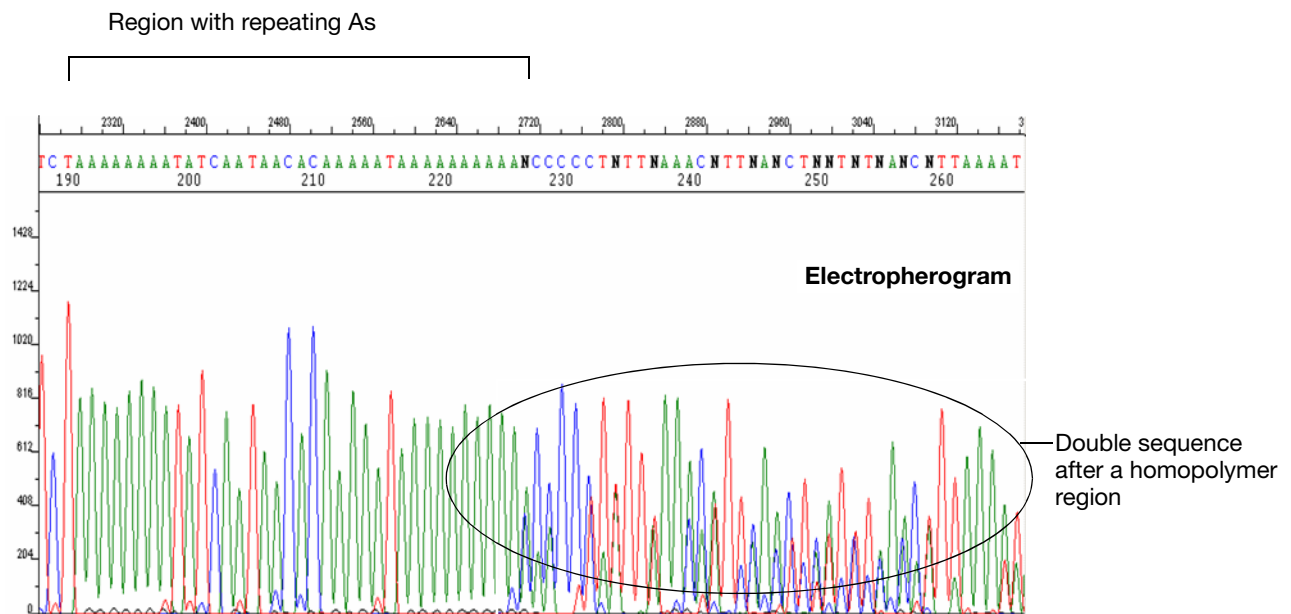 Region with repeating As
2320 2400 2480 2560 2640 2720 2800 2880 2960 3040 3120 3
TCTAAAAAAAATATCAATAACACAAAAATAAAAAAAAAANCCCCCTNTTNAAACNTTNANCTNNTNTNANCNTTAAAAT
190 200 210 220 230 240 250 260
1428
1224
1020
816
612
408
204
0
Electropherogram
Double sequence
after a homopolymer
region